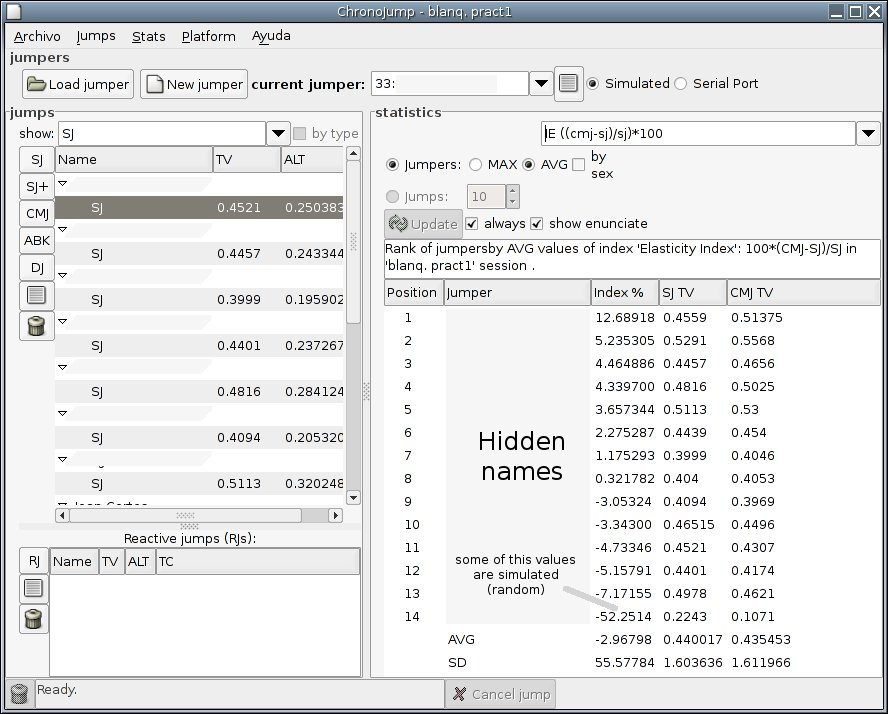 ChronoJump - blanq. pract1
Archivo Jumps Stats Platform Ayuda
jumpers
Load jumper New jumper current jumper: 33: Simulated Serial Port
jumps
show: SJ by type
SJ
SJ+
CMJ
ABK
DJ
Name TV ALT
SJ 0.4521 0.250383
SJ 0.4457 0.243344
SJ 0.3999 0.195902
SJ 0.4401 0.237267
SJ 0.4816 0.284124
SJ 0.4094 0.205320
SJ 0.5113 0.320248
Reactive jumps (RJs):
RJ
Name TV ALT TC
statistics
IE ((cmj-sj)/sj)*100
Jumpers: MAX AVG by
sex
Jumps: 10
Update always show enunciate
Rank of jumpersby AVG values of index 'Elasticity Index': 100*(CMJ-SJ)/SJ in
'blanq. pract1' session .
Position Jumper Index % SJ TV CMJ TV
1 12.68918 0.4559 0.51375
2 5.235305 0.5291 0.5568
3 4.464886 0.4457 0.4656
4 4.339700 0.4816 0.5025
5 3.657344 0.5113 0.53
6 2.275287 0.4439 0.454
7 1.175293 0.3999 0.4046
8 0.321782 0.404 0.4053
9 -3.05324 0.4094 0.3969
10 -3.34300 0.46515 0.4496
11 -4.73346 0.4521 0.4307
12 -5.15791 0.4401 0.4174
13 -7.17155 0.4978 0.4621
14 -52.2514 0.2243 0.1071
AVG -2.96798 0.440017 0.435453
SD 55.57784 1.603636 1.611966
Hidden
names
some of this values
are simulated
(random)
Ready.
Cancel jump